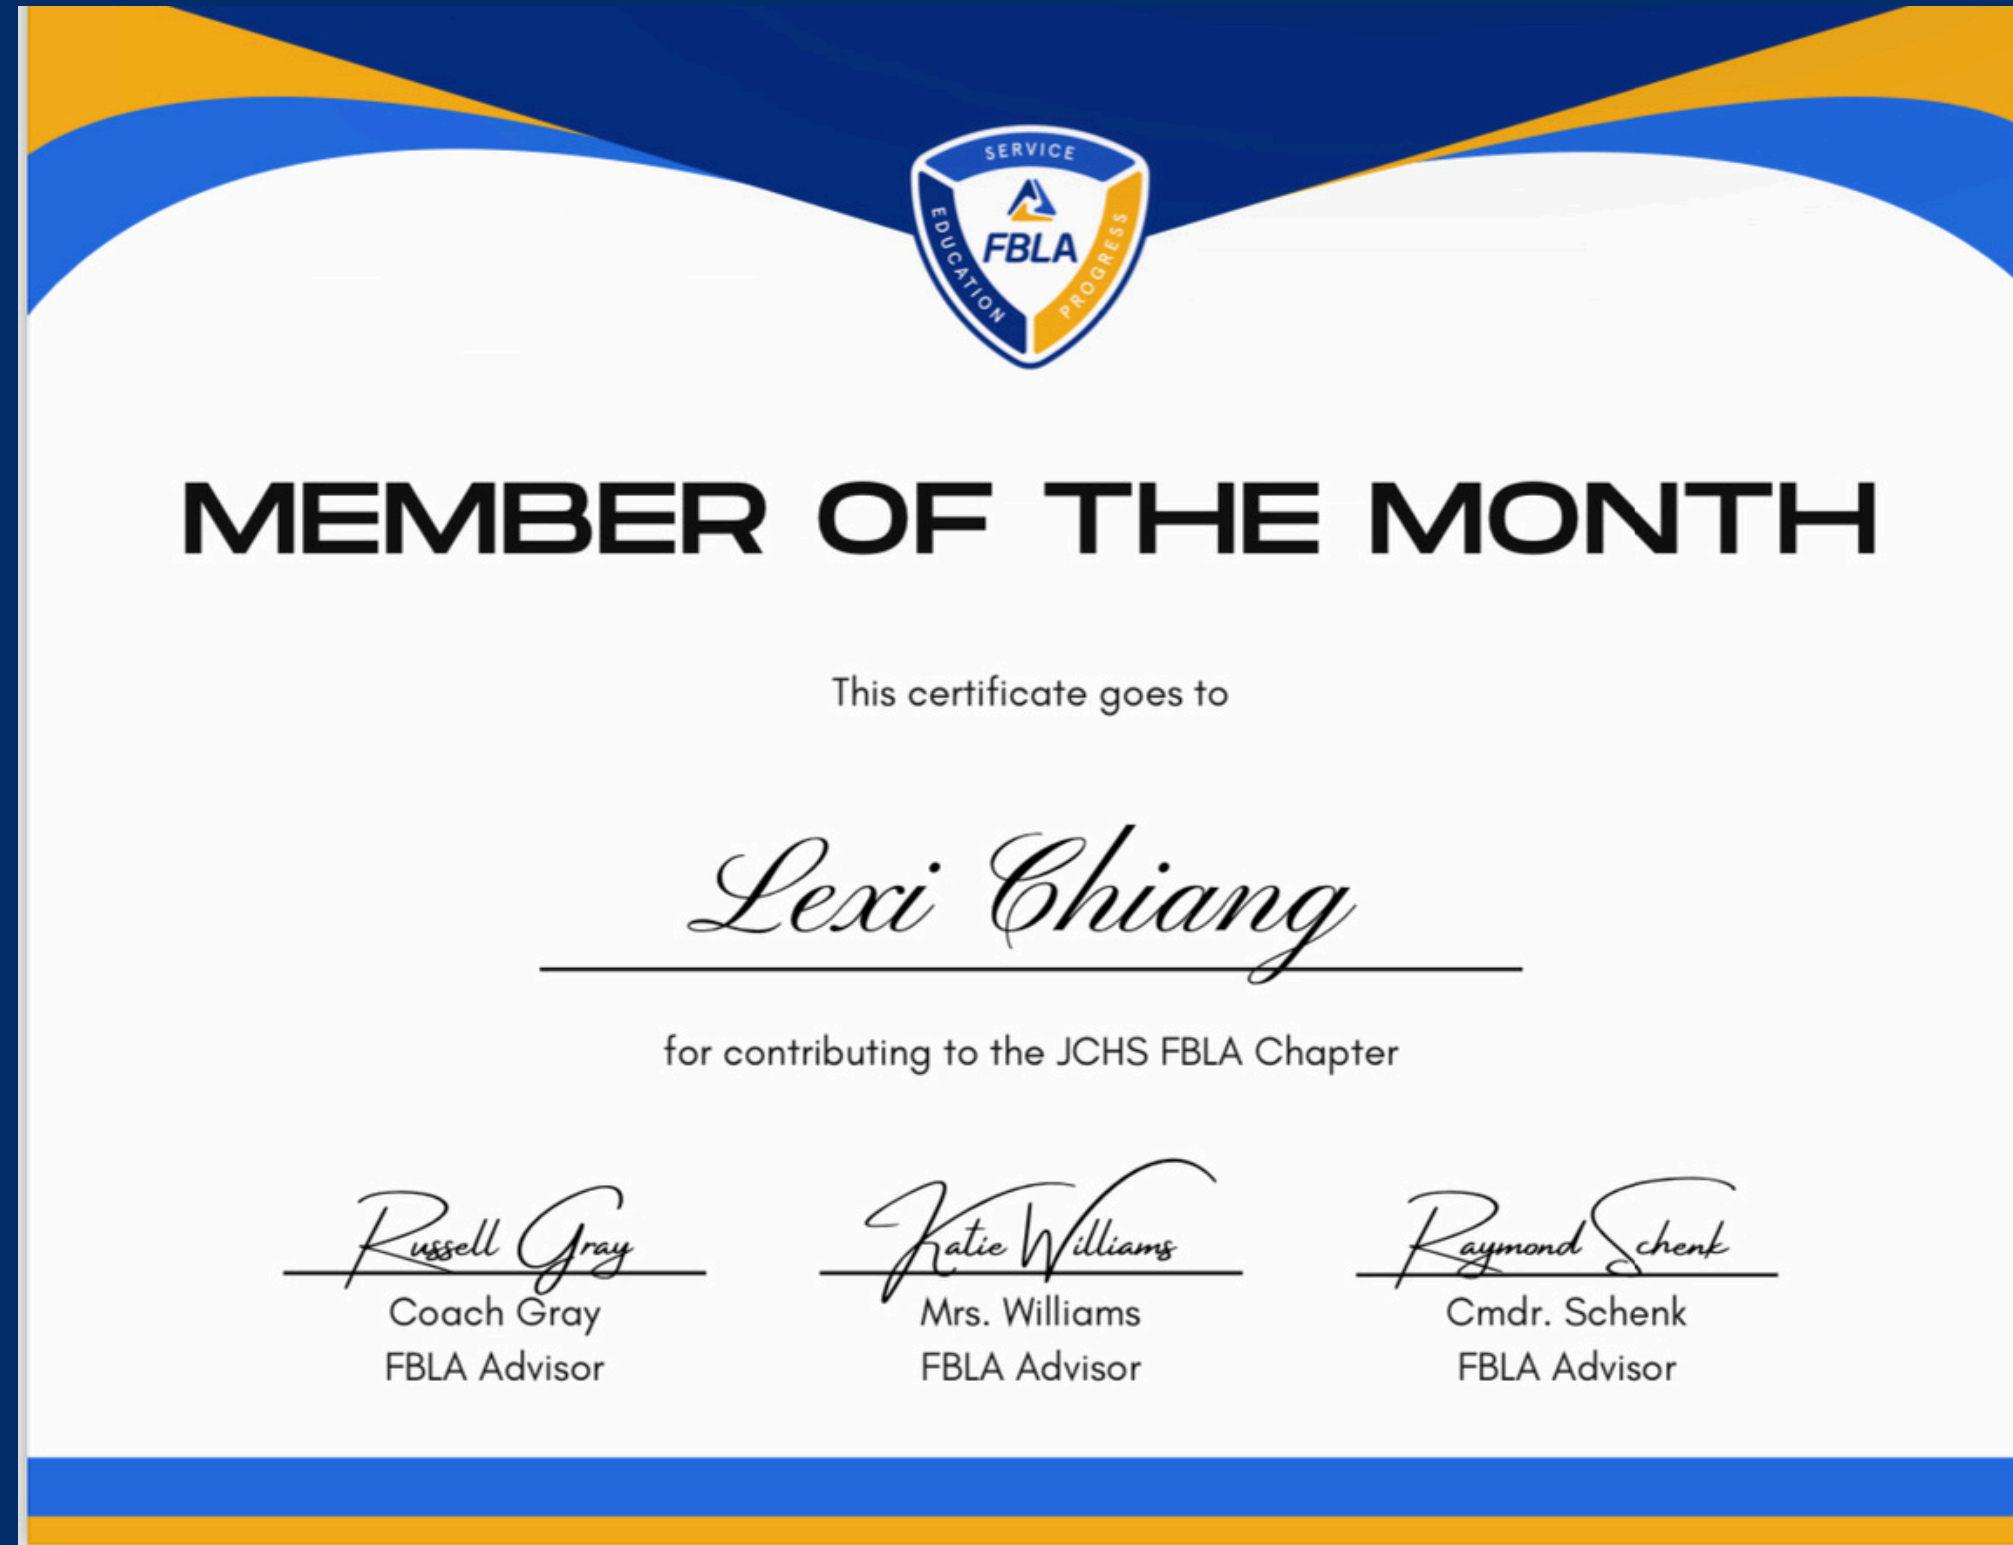 SERVICE
EDUCATION
FBLA
PROGRESS
MEMBER OF THE MONTH
This certificate goes to
Lexi Chiang
for contributing to the JCHS FBLA Chapter
Russell Gray
Coach Gray
FBLA Advisor
Katie Williams
Mrs. Williams
FBLA Advisor
Raymond Schenk
Cmdr. Schenk
FBLA Advisor